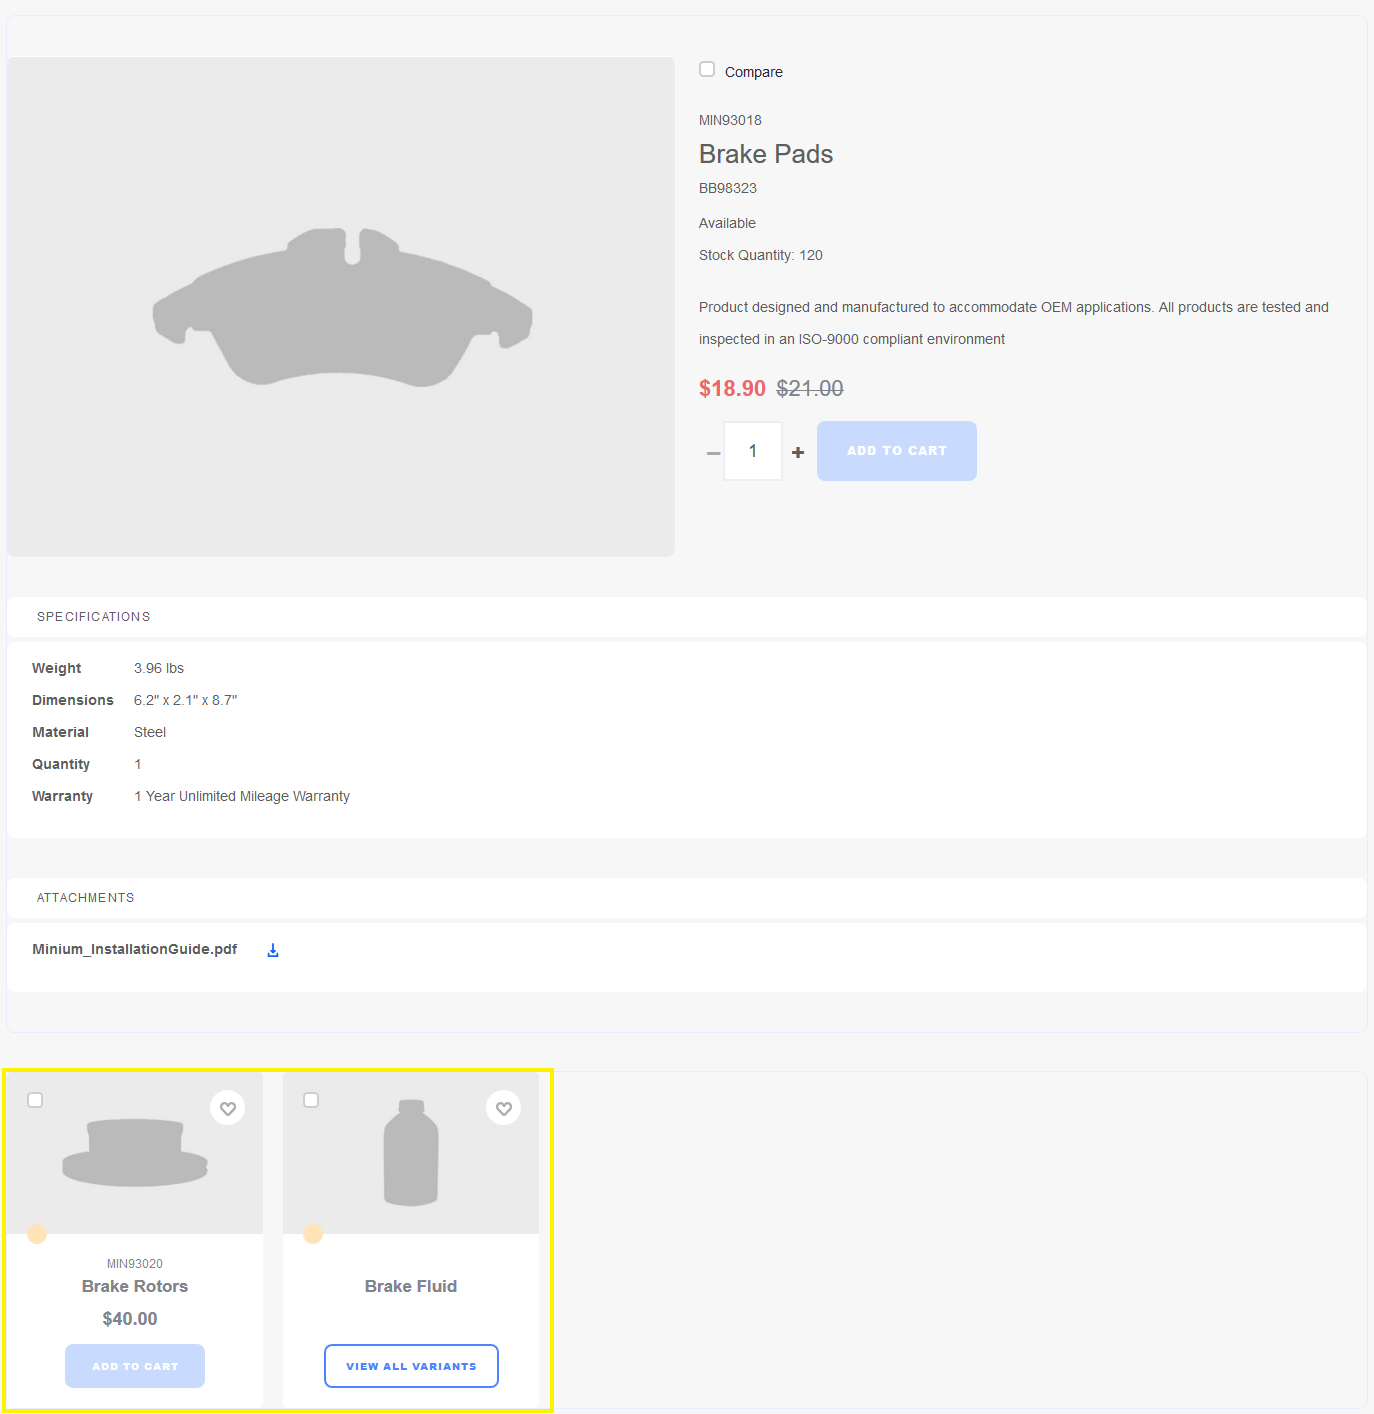 Compare
MIN93018
Brake Pads
BB98323
Available
Stock Quantity: 120
Product designed and manufactured to accommodate OEM applications. All products are tested and
inspected in an ISO-9000 compliant environment
$18.90 $21.00
− 1 + ADD TO CART
SPECIFICATIONS
Weight 3.96 lbs
Dimensions 6.2" x 2.1" x 8.7"
Material Steel
Quantity 1
Warranty 1 Year Unlimited Mileage Warranty
ATTACHMENTS
Minium_InstallationGuide.pdf
MIN93020
Brake Rotors
$40.00
ADD TO CART
Brake Fluid
VIEW ALL VARIANTS